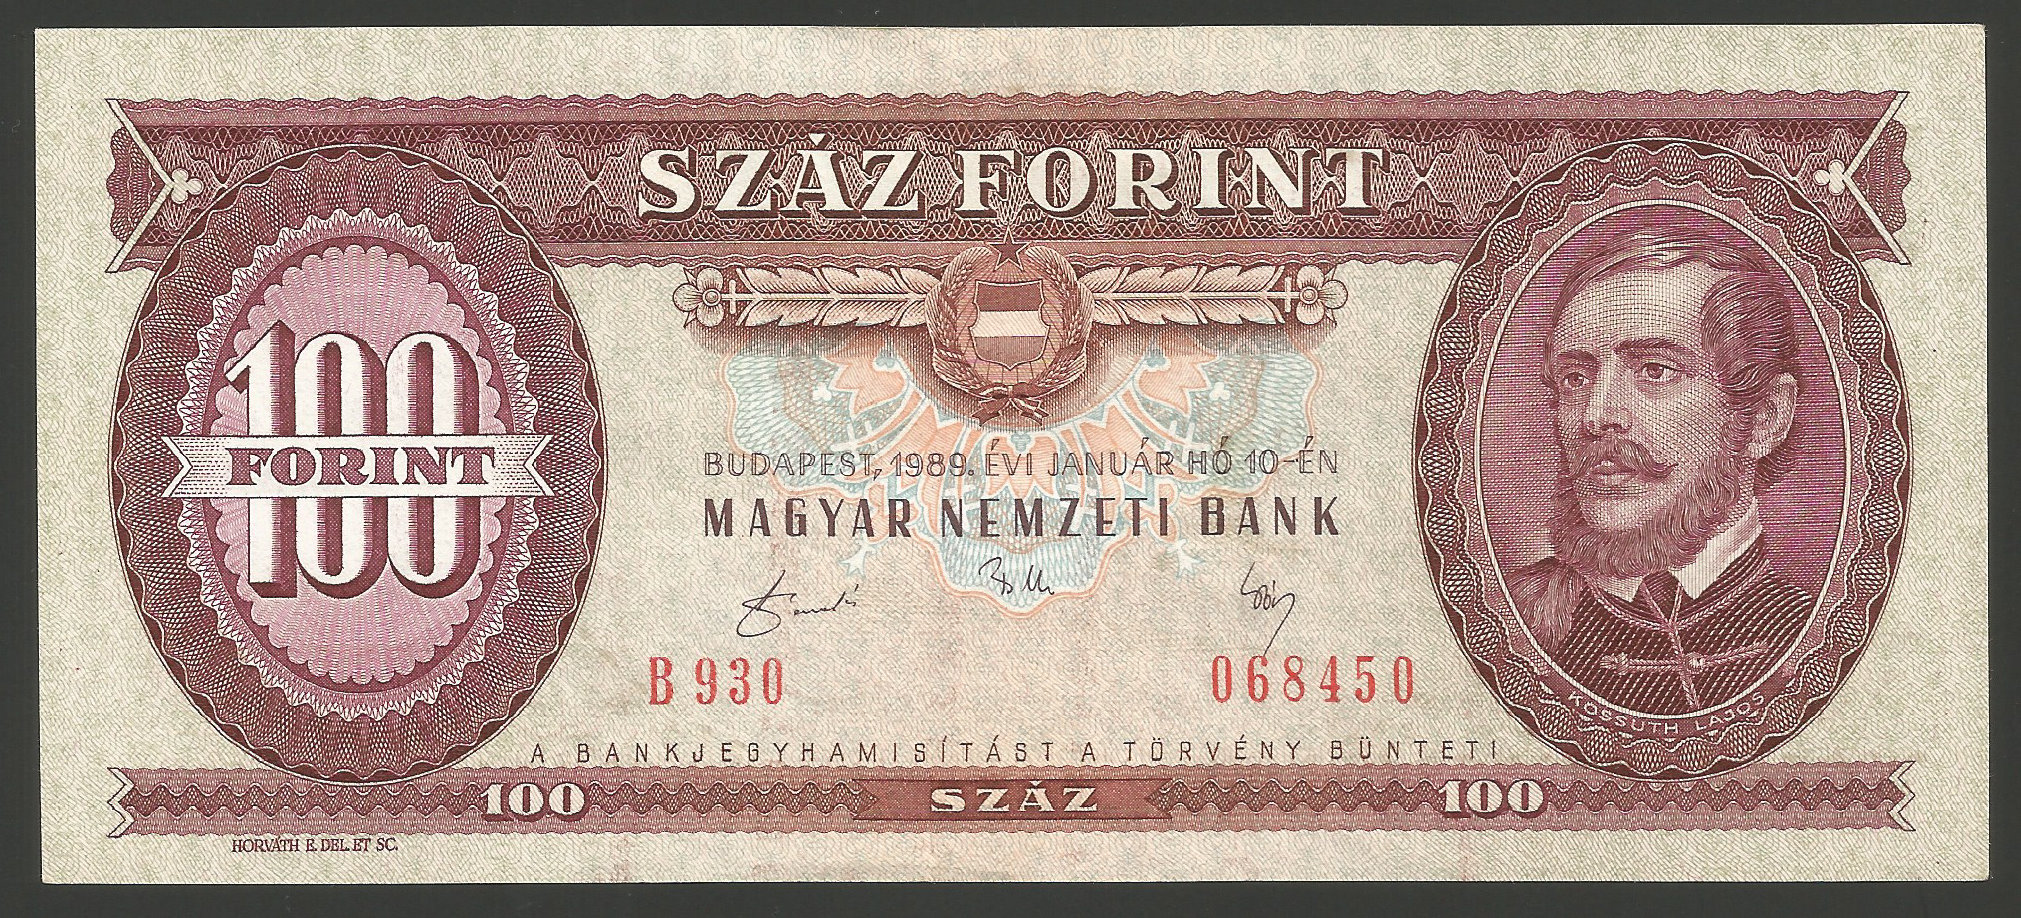 SZÁZ FORINT
100
FORINT
BUDAPEST, 1989. ÉVI JANUÁR HÓ 10-ÉN
MAGYAR NEMZETI BANK
B 930
068450
KOSSUTH LAJOS
A BANKJEGYHAMISÍTÁST A TÖRVÉNY BÜNTETI
100
SZÁZ
100
HORVÁTH E. DEL. ET SC.